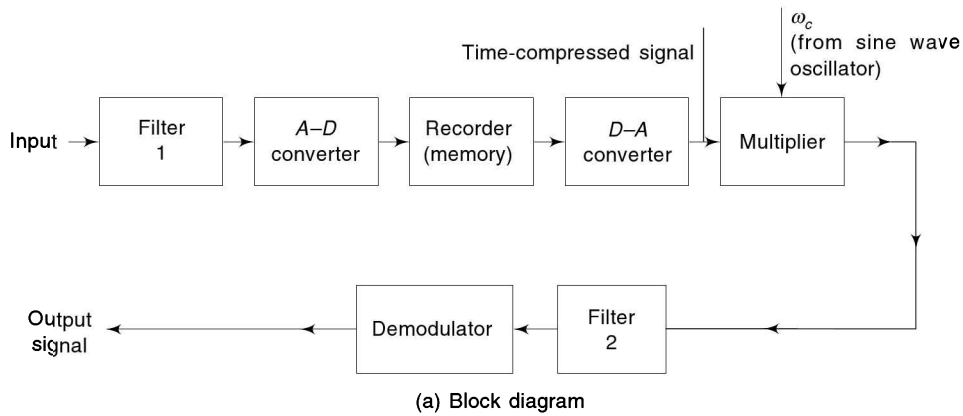 ω_c
(from sine wave
oscillator)
Time-compressed signal
Input
Filter
1
A–D
converter
Recorder
(memory)
D–A
converter
Multiplier
Output
signal
Demodulator
Filter
2
(a) Block diagram